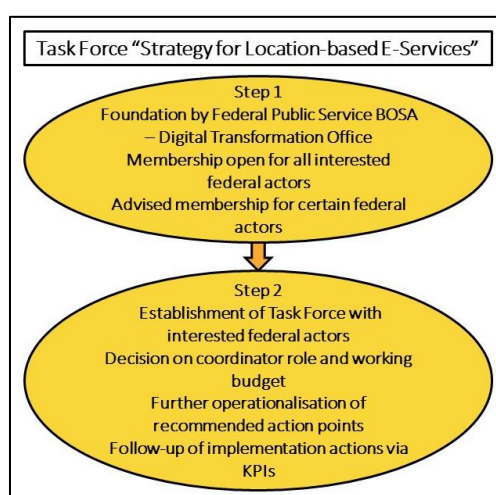 Task Force “Strategy for Location-based E-Services”
Step 1
Foundation by Federal Public Service BOSA
– Digital Transformation Office
Membership open for all interested
federal actors
Advised membership for certain federal
actors
Step 2
Establishment of Task Force with
interested federal actors
Decision on coordinator role and working
budget
Further operationalisation of
recommended action points
Follow-up of implementation actions via
KPIs